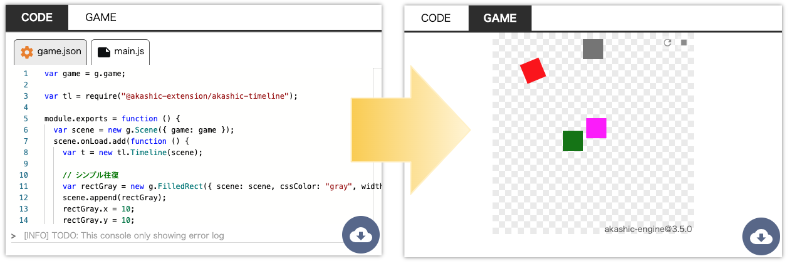 CODE GAME
game.json main.js
1 var game = g.game;
2
3 var tl = require("@akashic-extension/akashic-timeline");
4
5 module.exports = function () {
6 var scene = new g.Scene({ game: game });
7 scene.onLoad.add(function () {
8 var t = new tl.Timeline(scene);
9
10 // シンプル往復
11 var rectGray = new g.FilledRect({ scene: scene, cssColor: "gray", width
12 scene.append(rectGray);
13 rectGray.x = 10;
14 rectGray.y = 10;
> [INFO] TODO: This console only showing error log
CODE GAME
akashic-engine@3.5.0